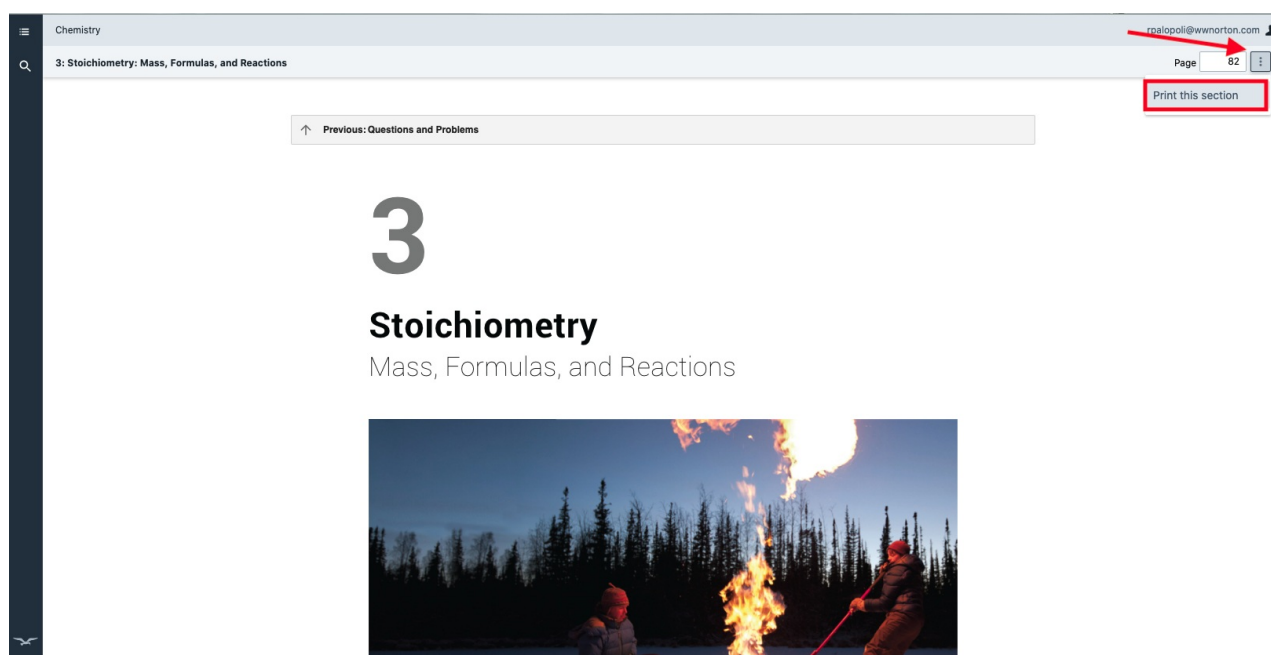 Chemistry
rpalopoli@wwnorton.com
3: Stoichiometry: Mass, Formulas, and Reactions
Page 82
Print this section
Previous: Questions and Problems
3
Stoichiometry
Mass, Formulas, and Reactions